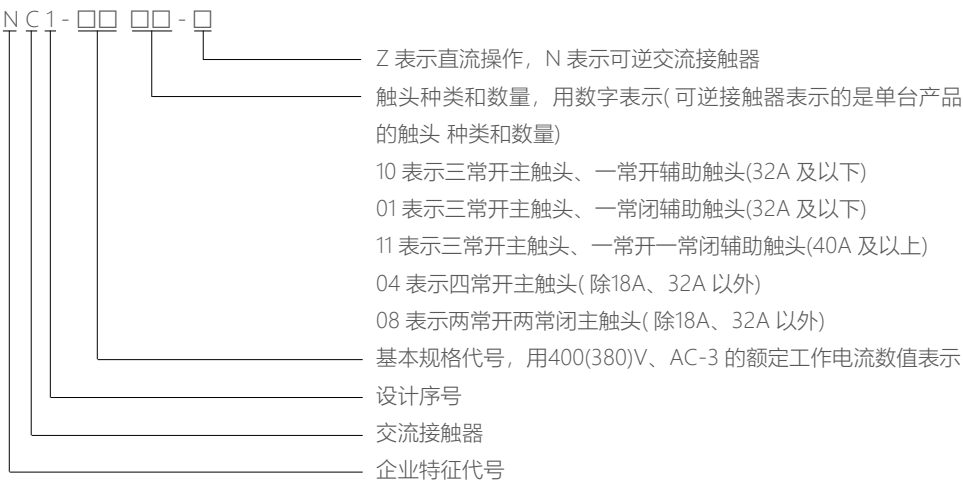 NC1-□□ □□-□
Z 表示直流操作，N 表示可逆交流接触器
触头种类和数量，用数字表示( 可逆接触器表示的是单台产品
的触头 种类和数量)
10 表示三常开主触头、一常开辅助触头(32A 及以下)
01 表示三常开主触头、一常闭辅助触头(32A 及以下)
11 表示三常开主触头、一常开一常闭辅助触头(40A 及以上)
04 表示四常开主触头( 除18A、32A 以外)
08 表示两常开两常闭主触头( 除18A、32A 以外)
基本规格代号，用400(380)V、AC-3 的额定工作电流数值表示
设计序号
交流接触器
企业特征代号